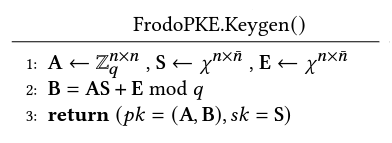 FrodoPKE.Keygen()
1: A ← ℤ_q^{n×n} , S ← χ^{n×n̄} , E ← χ^{n×n̄}
2: B = AS + E mod q
3: return (pk = (A, B), sk = S)